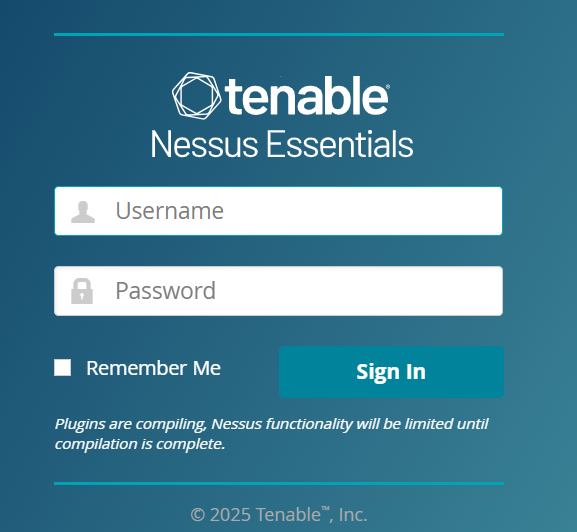 tenable®
Nessus Essentials
Username
Password
Remember Me
Sign In
Plugins are compiling, Nessus functionality will be limited until
compilation is complete.
© 2025 Tenable™, Inc.